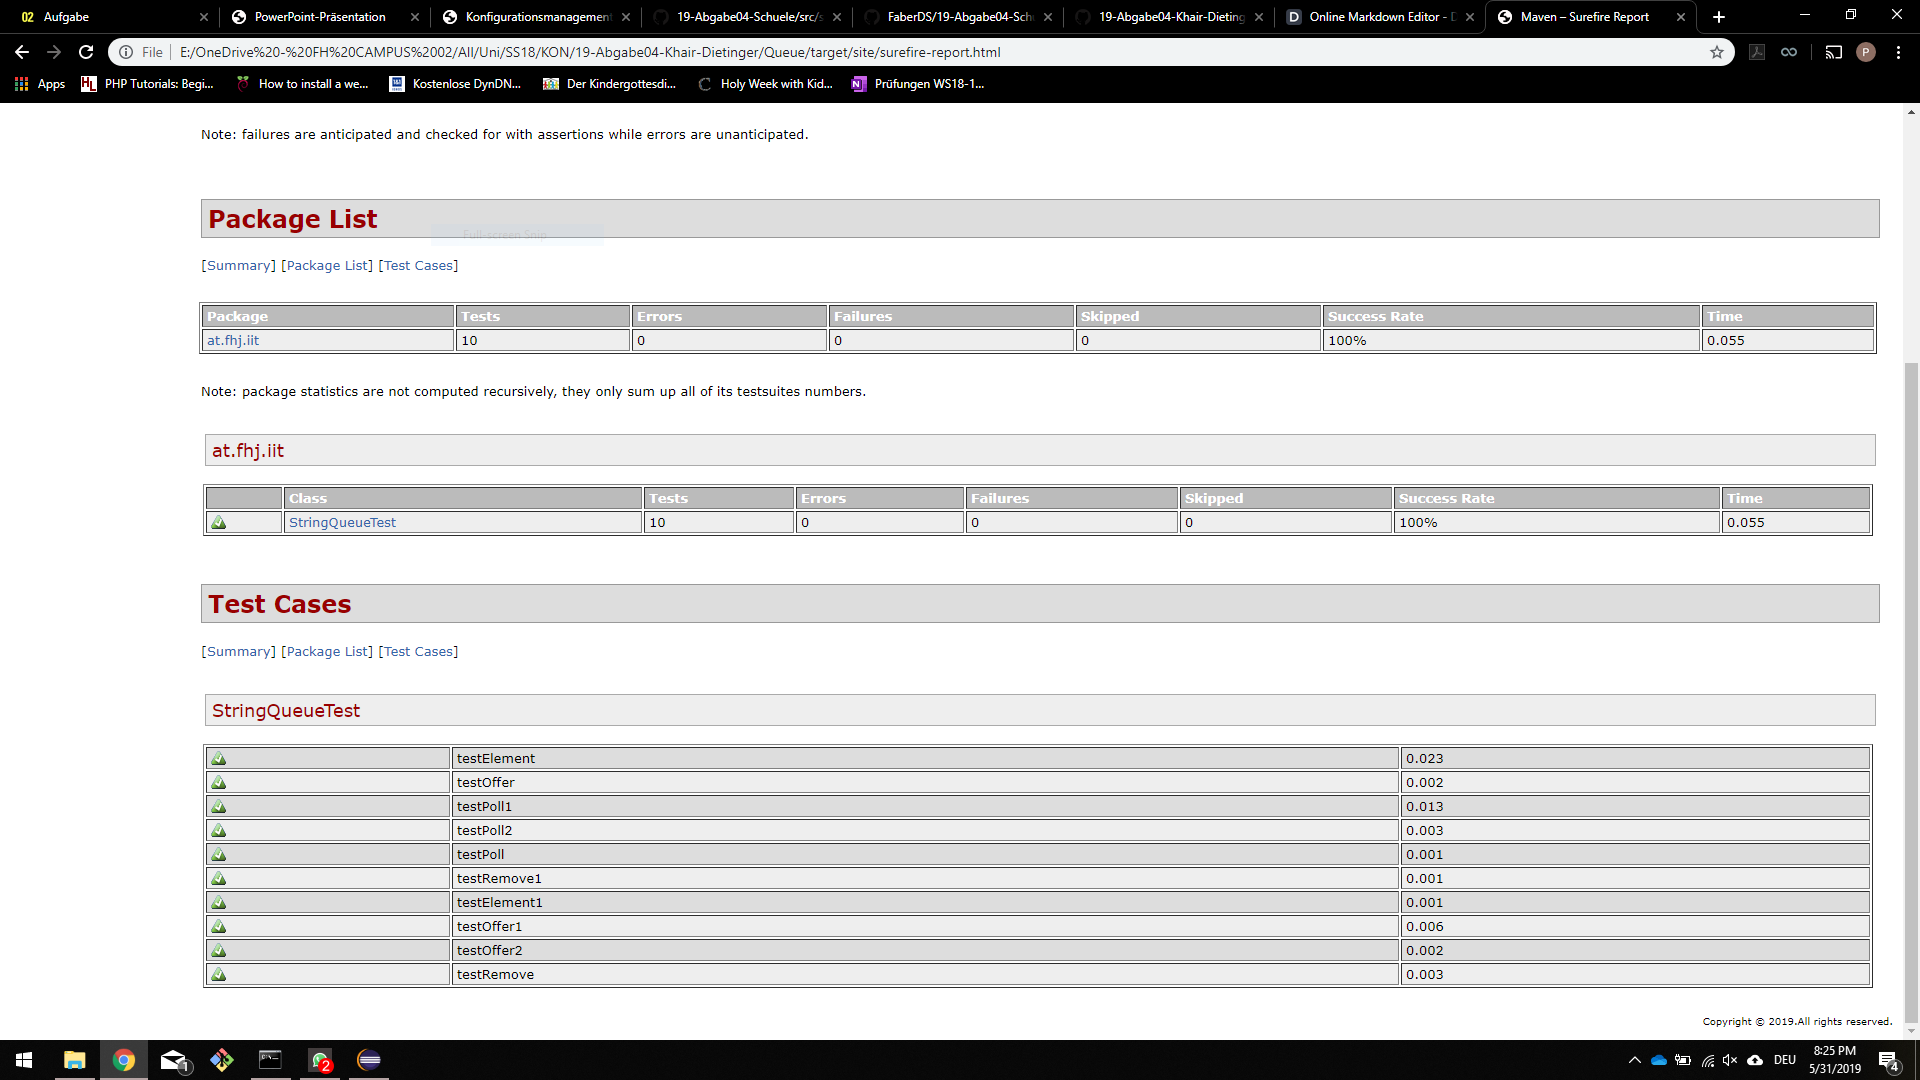 Aufgabe
PowerPoint-Präsentation
Konfigurationsmanagement
19-Abgabe04-Schuele/src/s
FaberDS/19-Abgabe04-Sch
19-Abgabe04-Khair-Dieting
Online Markdown Editor - D
Maven – Surefire Report
File
E:/OneDrive%20-%20FH%20CAMPUS%2002/All/Uni/SS18/KON/19-Abgabe04-Khair-Dietinger/Queue/target/site/surefire-report.html
P
Apps
PHP Tutorials: Begi...
How to install a we...
Kostenlose DynDN...
Der Kindergottesdi...
Holy Week with Kid...
Prüfungen WS18-1...
Note: failures are anticipated and checked for with assertions while errors are unanticipated.
Package List
Full-screen Snip
[Summary] [Package List] [Test Cases]
Package Tests Errors Failures Skipped Success Rate Time
at.fhj.iit 10 0 0 0 100% 0.055
Note: package statistics are not computed recursively, they only sum up all of its testsuites numbers.
at.fhj.iit
Class Tests Errors Failures Skipped Success Rate Time
StringQueueTest 10 0 0 0 100% 0.055
Test Cases
[Summary] [Package List] [Test Cases]
StringQueueTest
testElement 0.023
testOffer 0.002
testPoll1 0.013
testPoll2 0.003
testPoll 0.001
testRemove1 0.001
testElement1 0.001
testOffer1 0.006
testOffer2 0.002
testRemove 0.003
Copyright © 2019.All rights reserved.
1
2
DEU
8:25 PM
5/31/2019
4